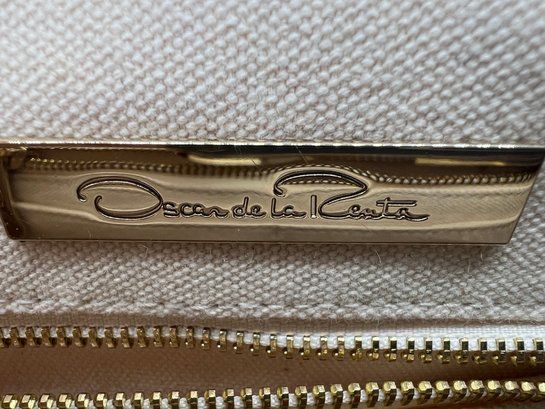 Oscar de la Renta